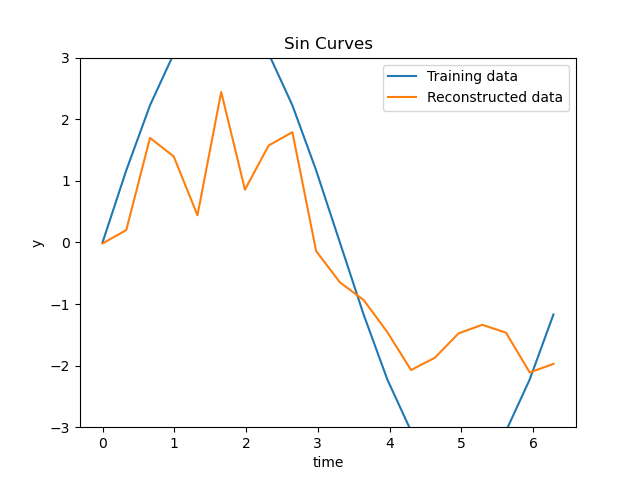 Sin Curves
Training data
Reconstructed data
3
2
1
0
−1
−2
−3
y
0 1 2 3 4 5 6
time